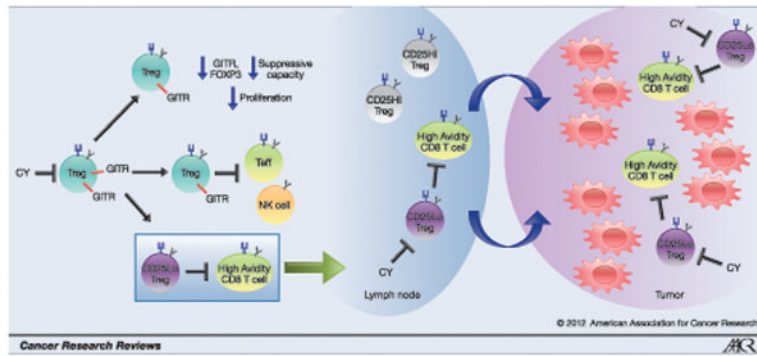 Treg
GITR
GITR,
FOXP3
Suppressive
capacity
Proliferation
CY
Treg
GITR
GITR
Treg
GITR
Teff
NK cell
CD25Lo
Treg
High Avidity
CD8 T cell
CD25HI
Treg
CD25HI
Treg
High Avidity
CD8 T cell
CD25Lo
Treg
CY
Lymph node
CY
CD25Lo
Treg
High Avidity
CD8 T cell
High Avidity
CD8 T cell
CD25Lo
Treg
CY
Tumor
© 2012 American Association for Cancer Research
Cancer Research Reviews
AACR